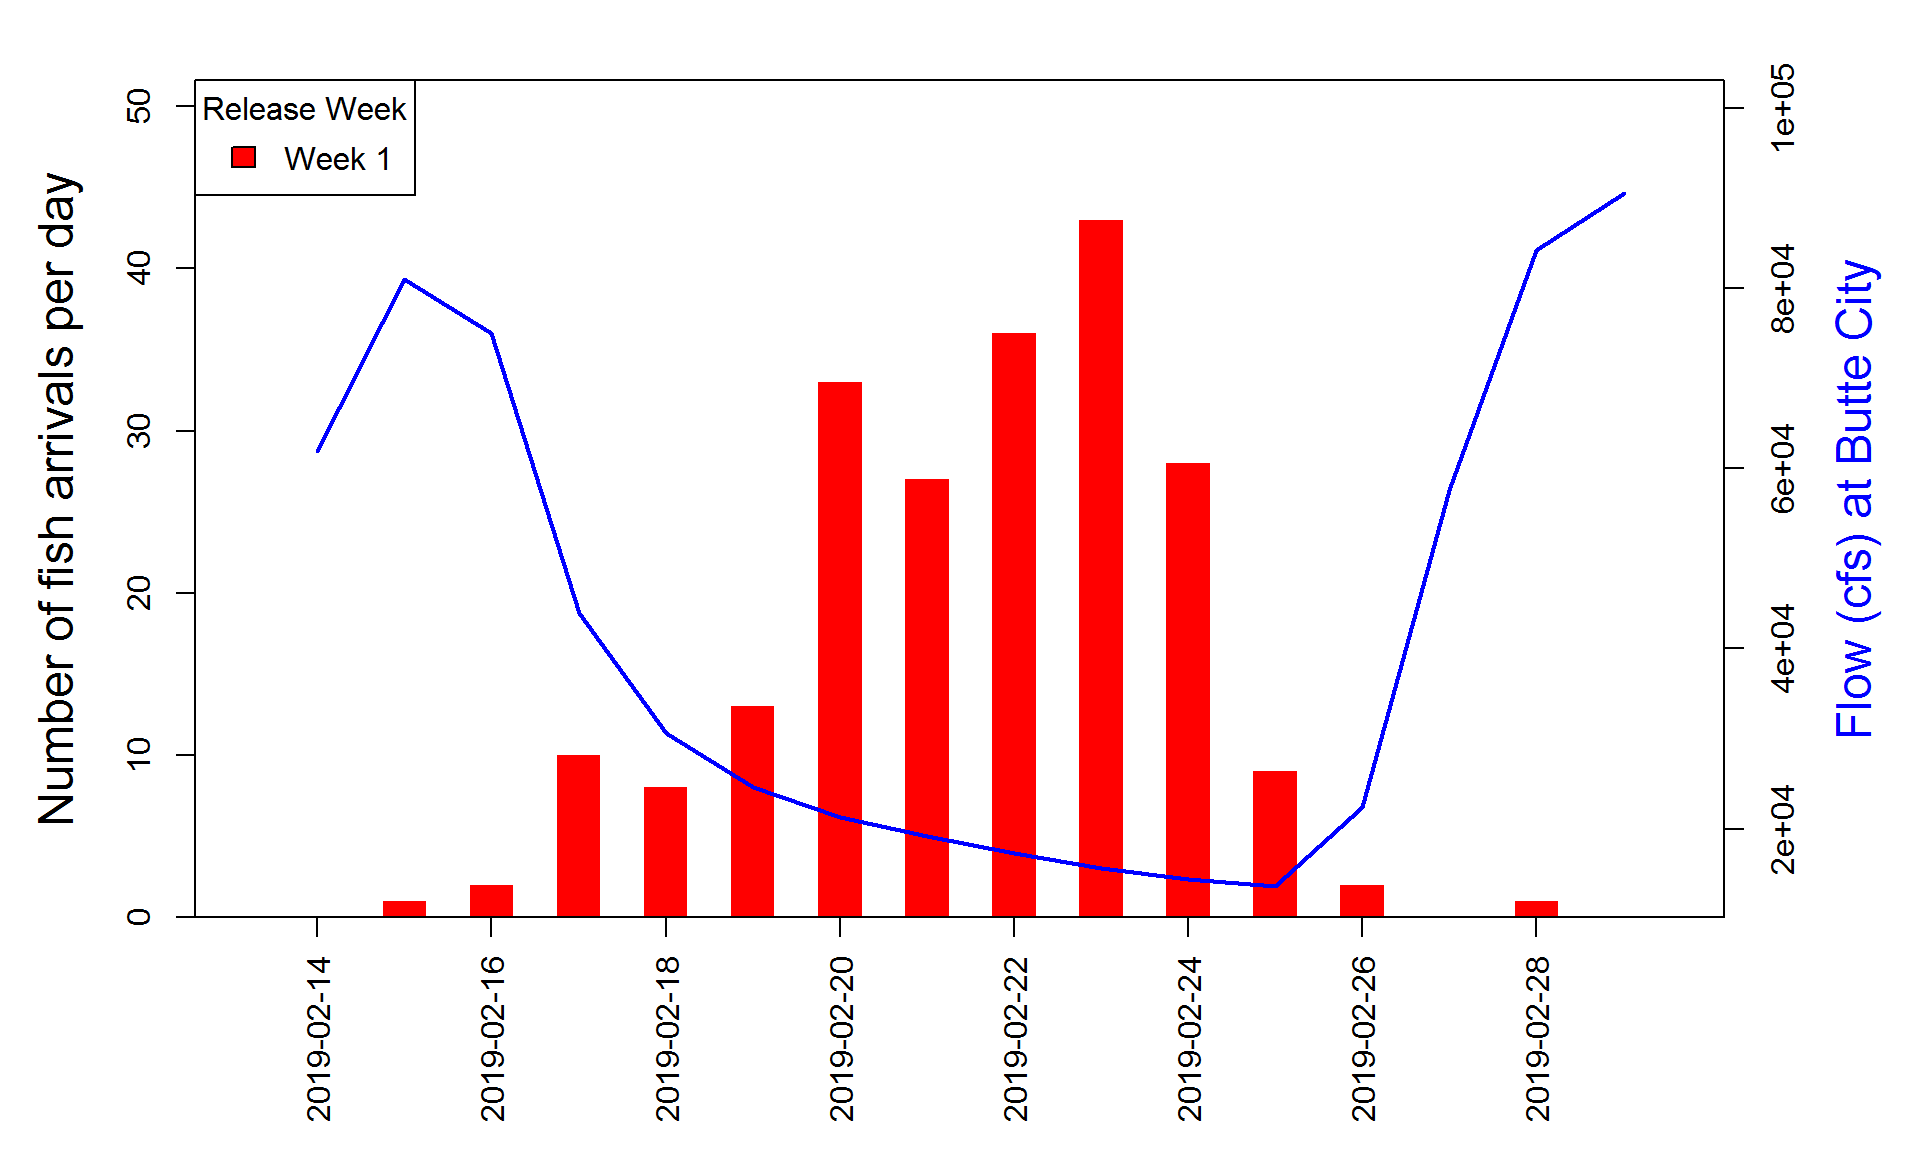 Release Week
Week 1
Number of fish arrivals per day
50
40
30
20
10
0
1e+05
8e+04
6e+04
4e+04
2e+04
Flow (cfs) at Butte City
2019-02-14
2019-02-16
2019-02-18
2019-02-20
2019-02-22
2019-02-24
2019-02-26
2019-02-28